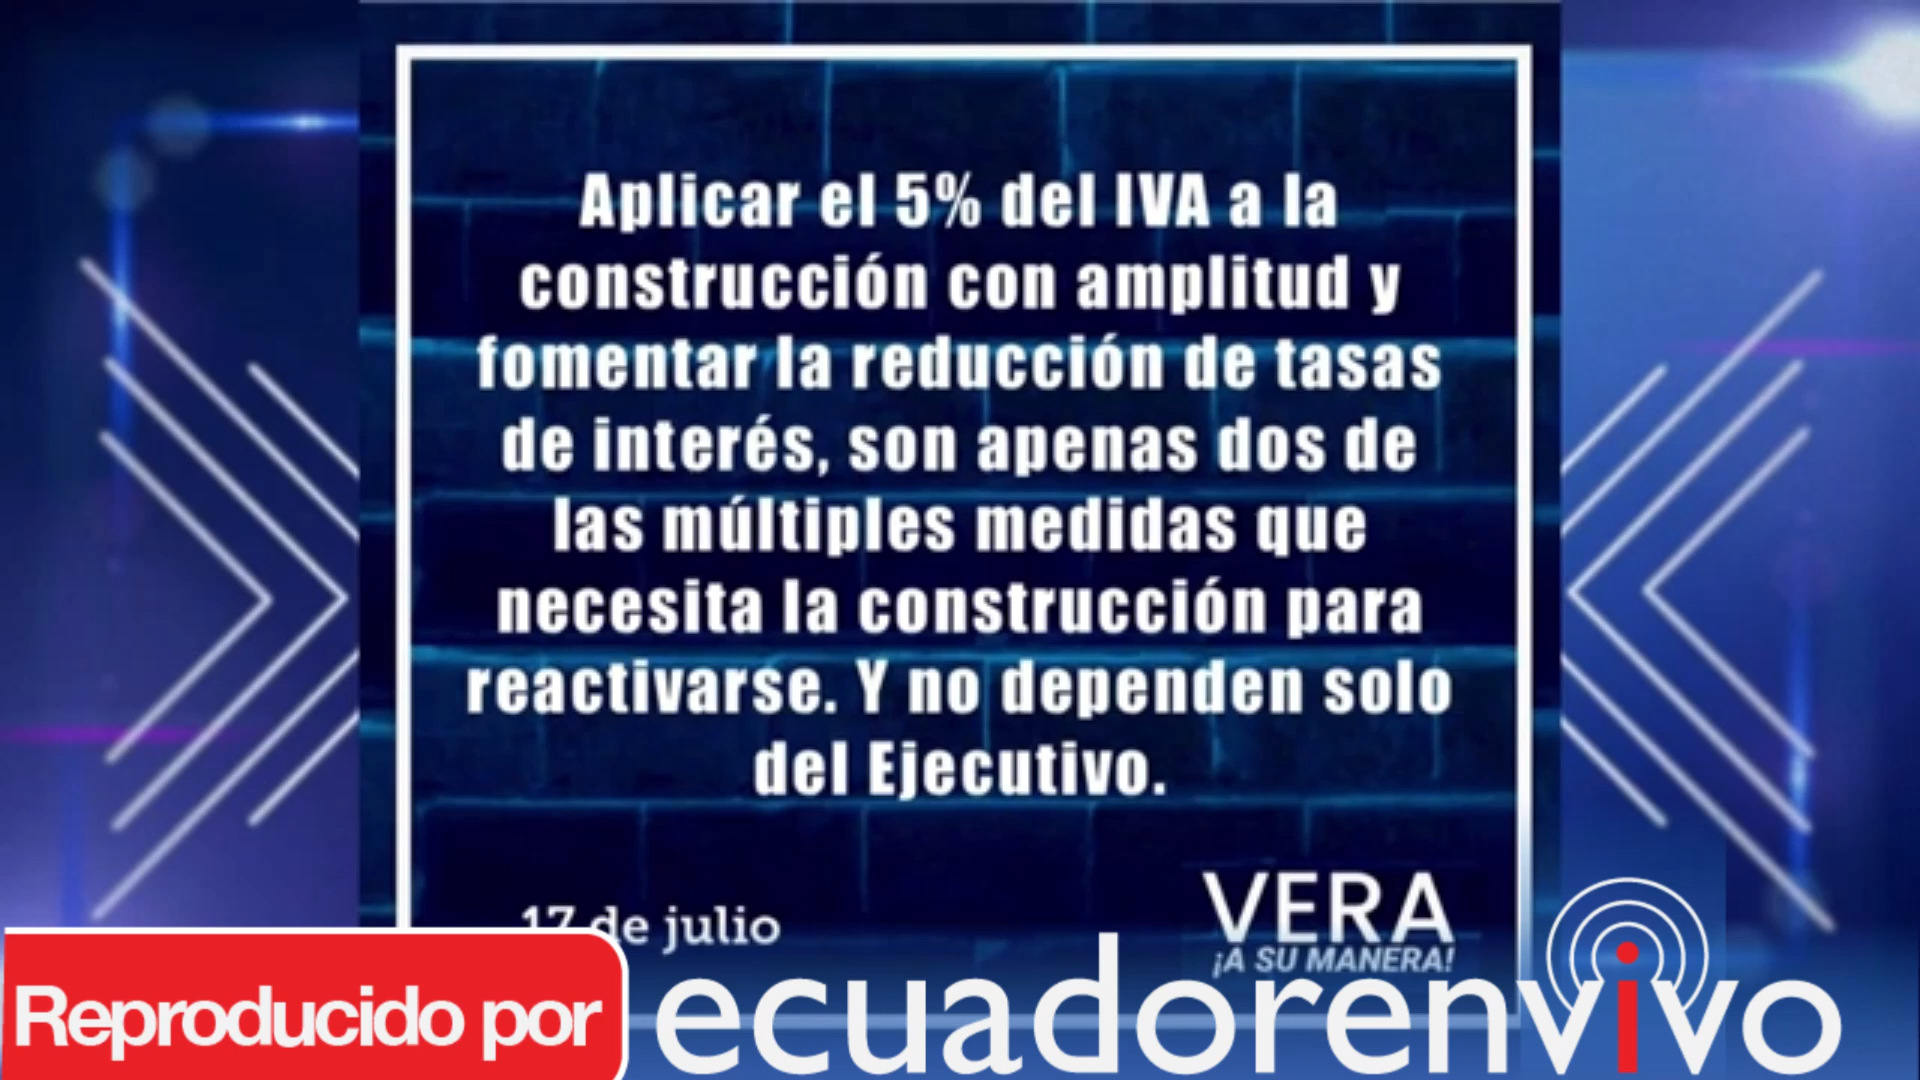 Aplicar el 5% del IVA a la
construcción con amplitud y
fomentar la reducción de tasas
de interés, son apenas dos de
las múltiples medidas que
necesita la construcción para
reactivarse. Y no dependen solo
del Ejecutivo.
17 de julio
VERA
¡A SU MANERA!
Reproducido por
ecuadorenvivo